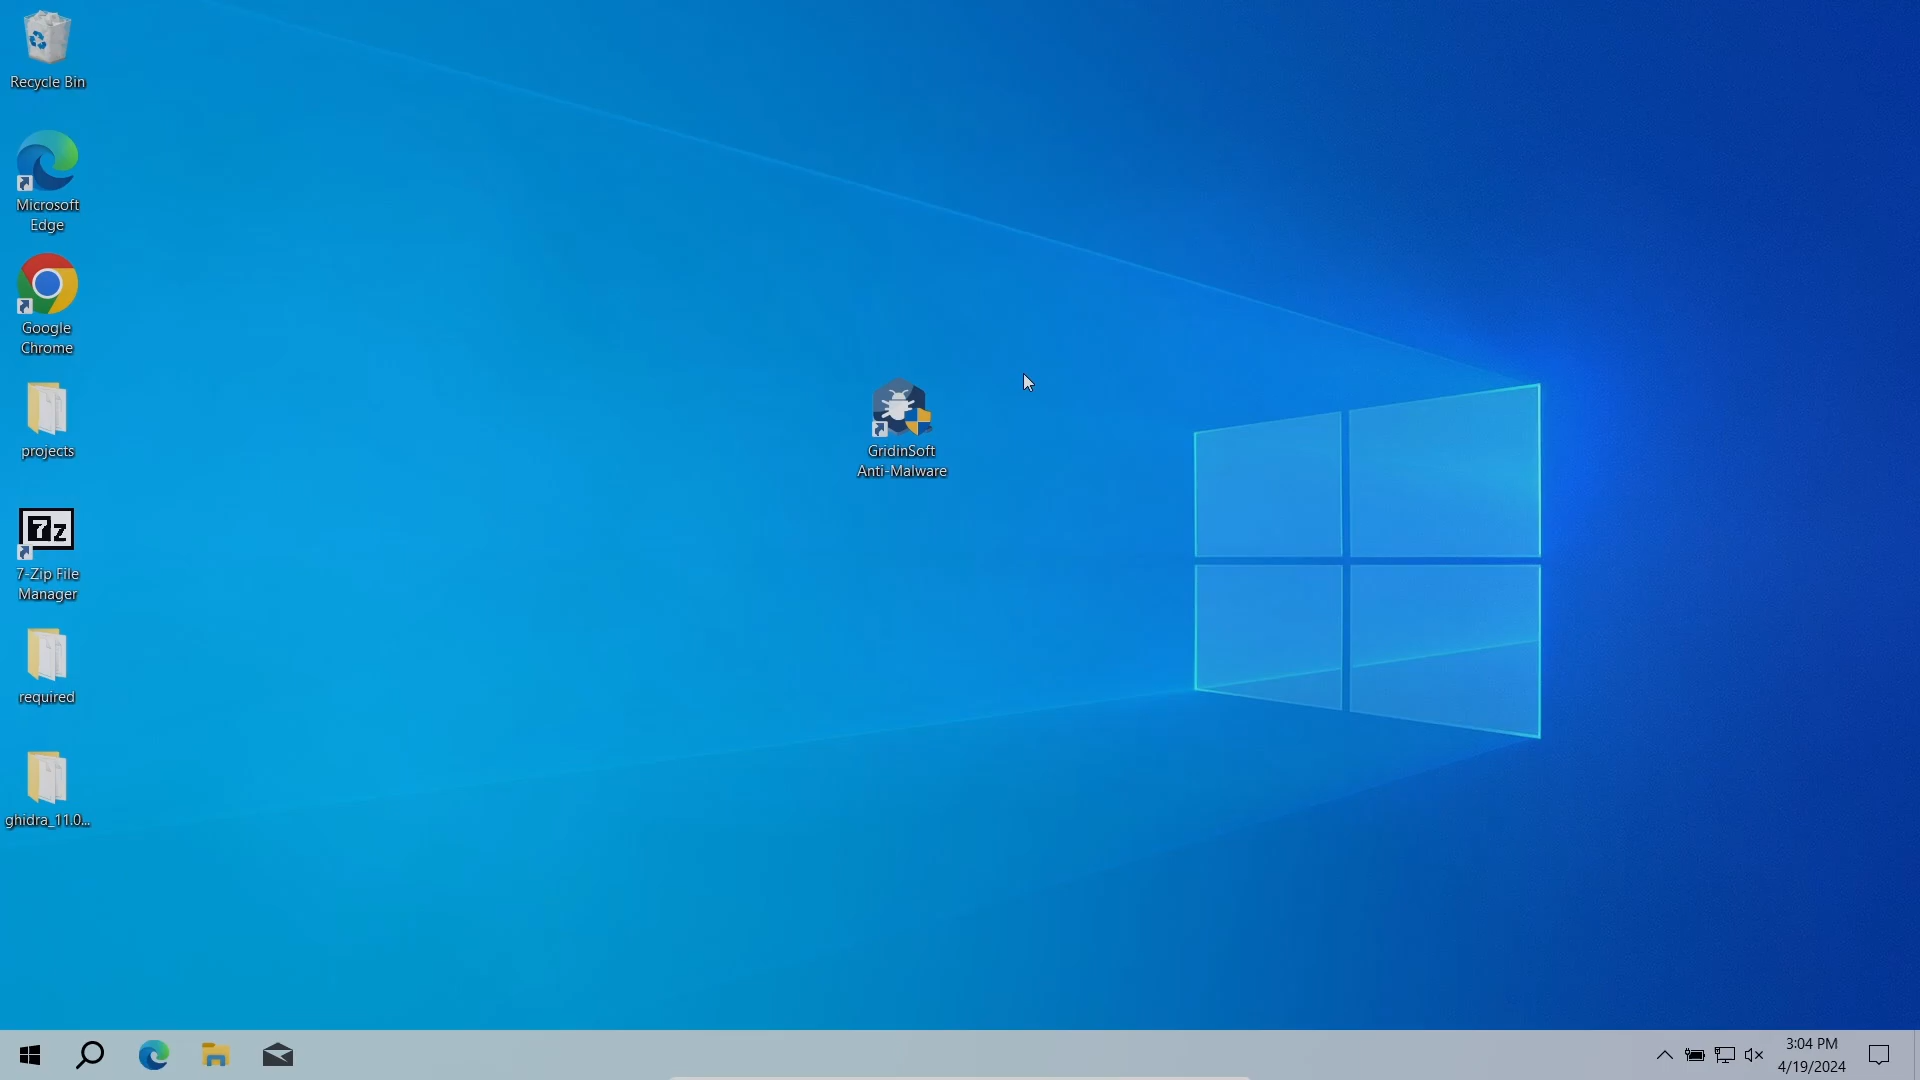 Recycle Bin
Microsoft
Edge
Google
Chrome
projects
7z
7-Zip File
Manager
required
ghidra_11.0...
GridinSoft
Anti-Malware
3:04 PM
4/19/2024